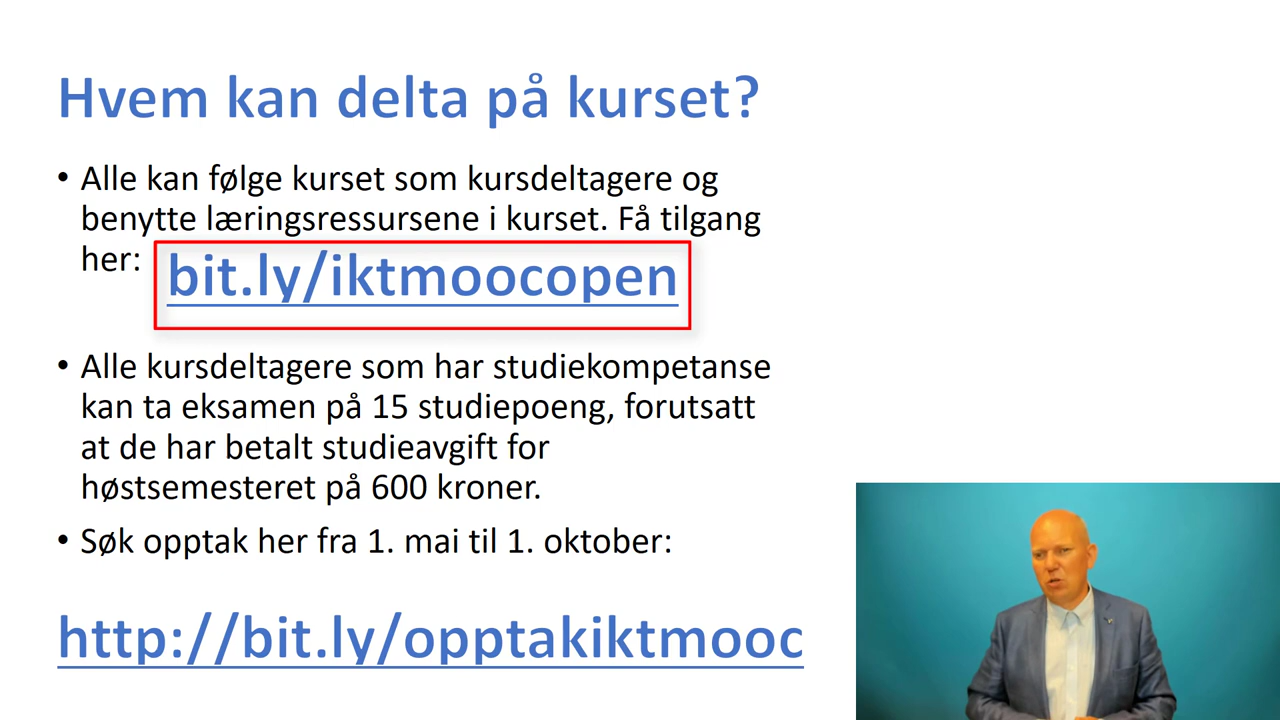 Hvem kan delta på kurset?
• Alle kan følge kurset som kursdeltagere og
benytte læringsressursene i kurset. Få tilgang
her: bit.ly/iktmoocopen
• Alle kursdeltagere som har studiekompetanse
kan ta eksamen på 15 studiepoeng, forutsatt
at de har betalt studieavgift for
høstsemesteret på 600 kroner.
• Søk opptak her fra 1. mai til 1. oktober:
http://bit.ly/opptakiktmooc